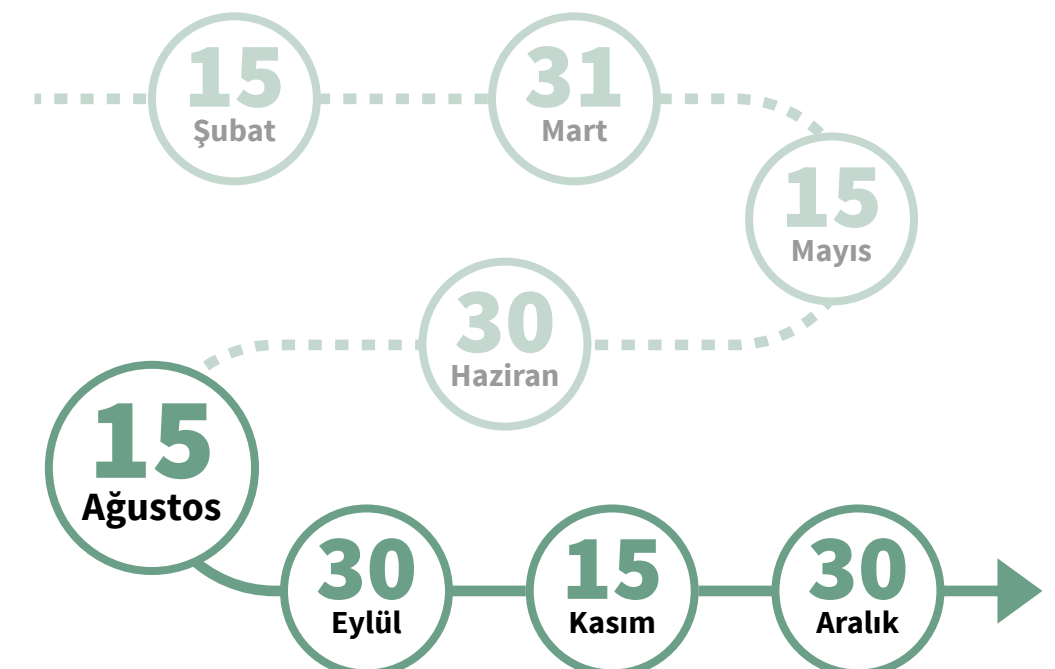 15
Şubat
31
Mart
15
Mayıs
30
Haziran
15
Ağustos
30
Eylül
15
Kasım
30
Aralık